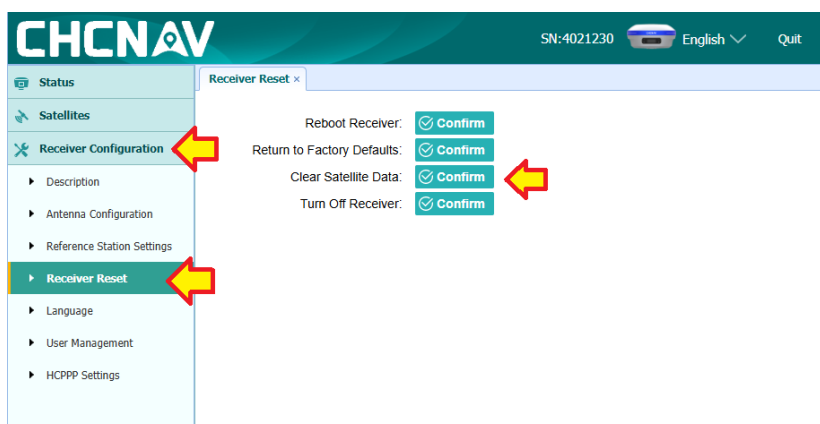 CHCNAV
SN:4021230 English Quit
Status
Receiver Reset ×
Satellites
Receiver Configuration
Description
Antenna Configuration
Reference Station Settings
Receiver Reset
Language
User Management
HCPPP Settings
Reboot Receiver: Confirm
Return to Factory Defaults: Confirm
Clear Satellite Data: Confirm
Turn Off Receiver: Confirm